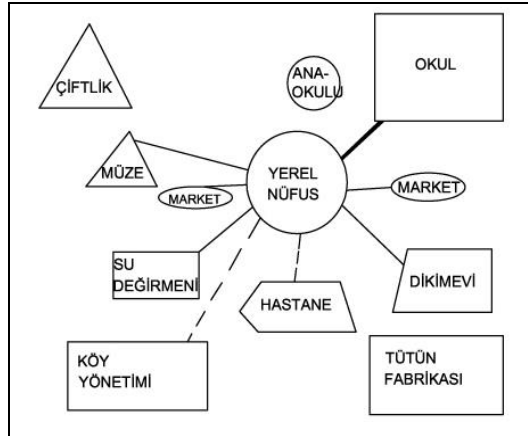 ÇİFTLİK
ANA-
OKULU
OKUL
MÜZE
MARKET
YEREL
NÜFUS
MARKET
SU
DEĞİRMENİ
HASTANE
DİKİMEVİ
KÖY
YÖNETİMİ
TÜTÜN
FABRİKASI